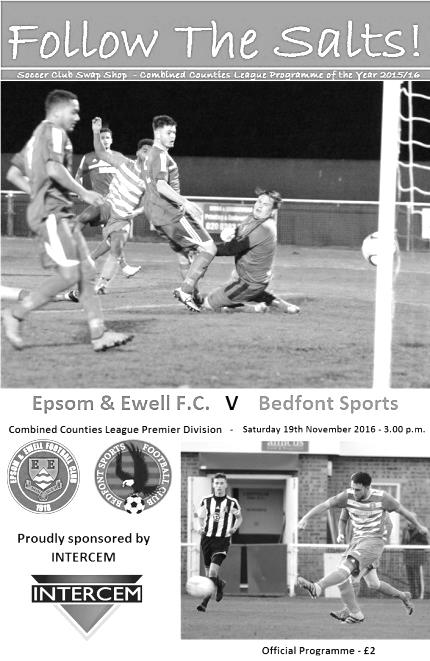 Follow The Salts!
Soccer Club Swap Shop - Combined Counties League Programme of the Year 2015/16
Epsom & Ewell F.C. V Bedfont Sports
Combined Counties League Premier Division - Saturday 19th November 2016 - 3.00 p.m.
EPSOM & EWELL FOOTBALL CLUB
E E
1918
BEDFONT SPORTS FOOTBALL CLUB
Proudly sponsored by
INTERCEM
INTERCEM
Official Programme - £2